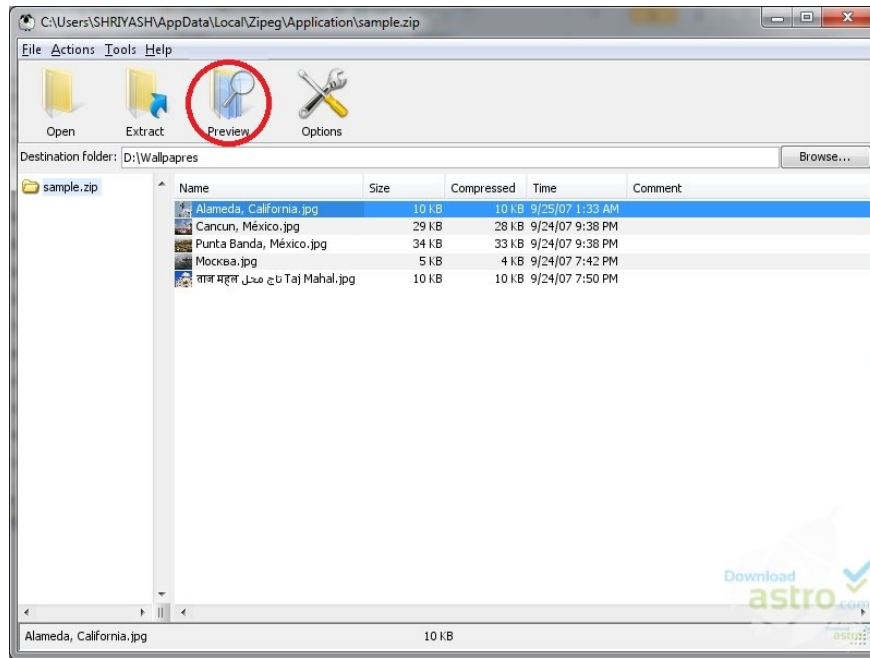 C:\Users\SHRIYASH\AppData\Local\Zipeg\Application\sample.zip
File Actions Tools Help
Open Extract Preview Options
Destination folder: D:\Wallpapres Browse...
sample.zip
Name Size Compressed Time Comment
Alameda, California.jpg 10 KB 10 KB 9/25/07 1:33 AM
Cancun, México.jpg 29 KB 28 KB 9/24/07 9:38 PM
Punta Banda, México.jpg 34 KB 33 KB 9/24/07 9:38 PM
Москва.jpg 5 KB 4 KB 9/24/07 7:42 PM
ताज महल تاج محل Taj Mahal.jpg 10 KB 10 KB 9/24/07 7:50 PM
Download
astro.com
Alameda, California.jpg 10 KB